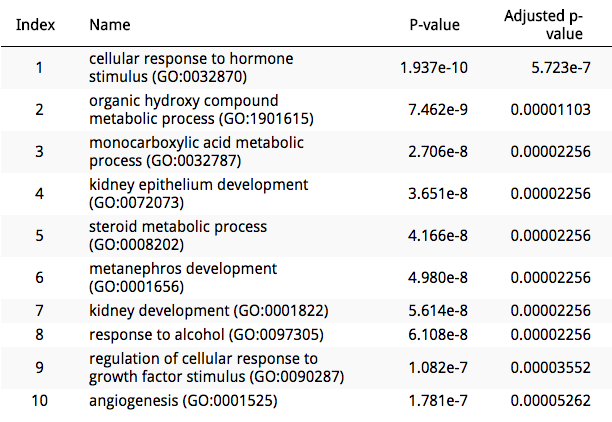 Index Name P-value Adjusted p-
value
1 cellular response to hormone
stimulus (GO:0032870) 1.937e-10 5.723e-7
2 organic hydroxy compound
metabolic process (GO:1901615) 7.462e-9 0.00001103
3 monocarboxylic acid metabolic
process (GO:0032787) 2.706e-8 0.00002256
4 kidney epithelium development
(GO:0072073) 3.651e-8 0.00002256
5 steroid metabolic process
(GO:0008202) 4.166e-8 0.00002256
6 metanephros development
(GO:0001656) 4.980e-8 0.00002256
7 kidney development (GO:0001822) 5.614e-8 0.00002256
8 response to alcohol (GO:0097305) 6.108e-8 0.00002256
9 regulation of cellular response to
growth factor stimulus (GO:0090287) 1.082e-7 0.00003552
10 angiogenesis (GO:0001525) 1.781e-7 0.00005262